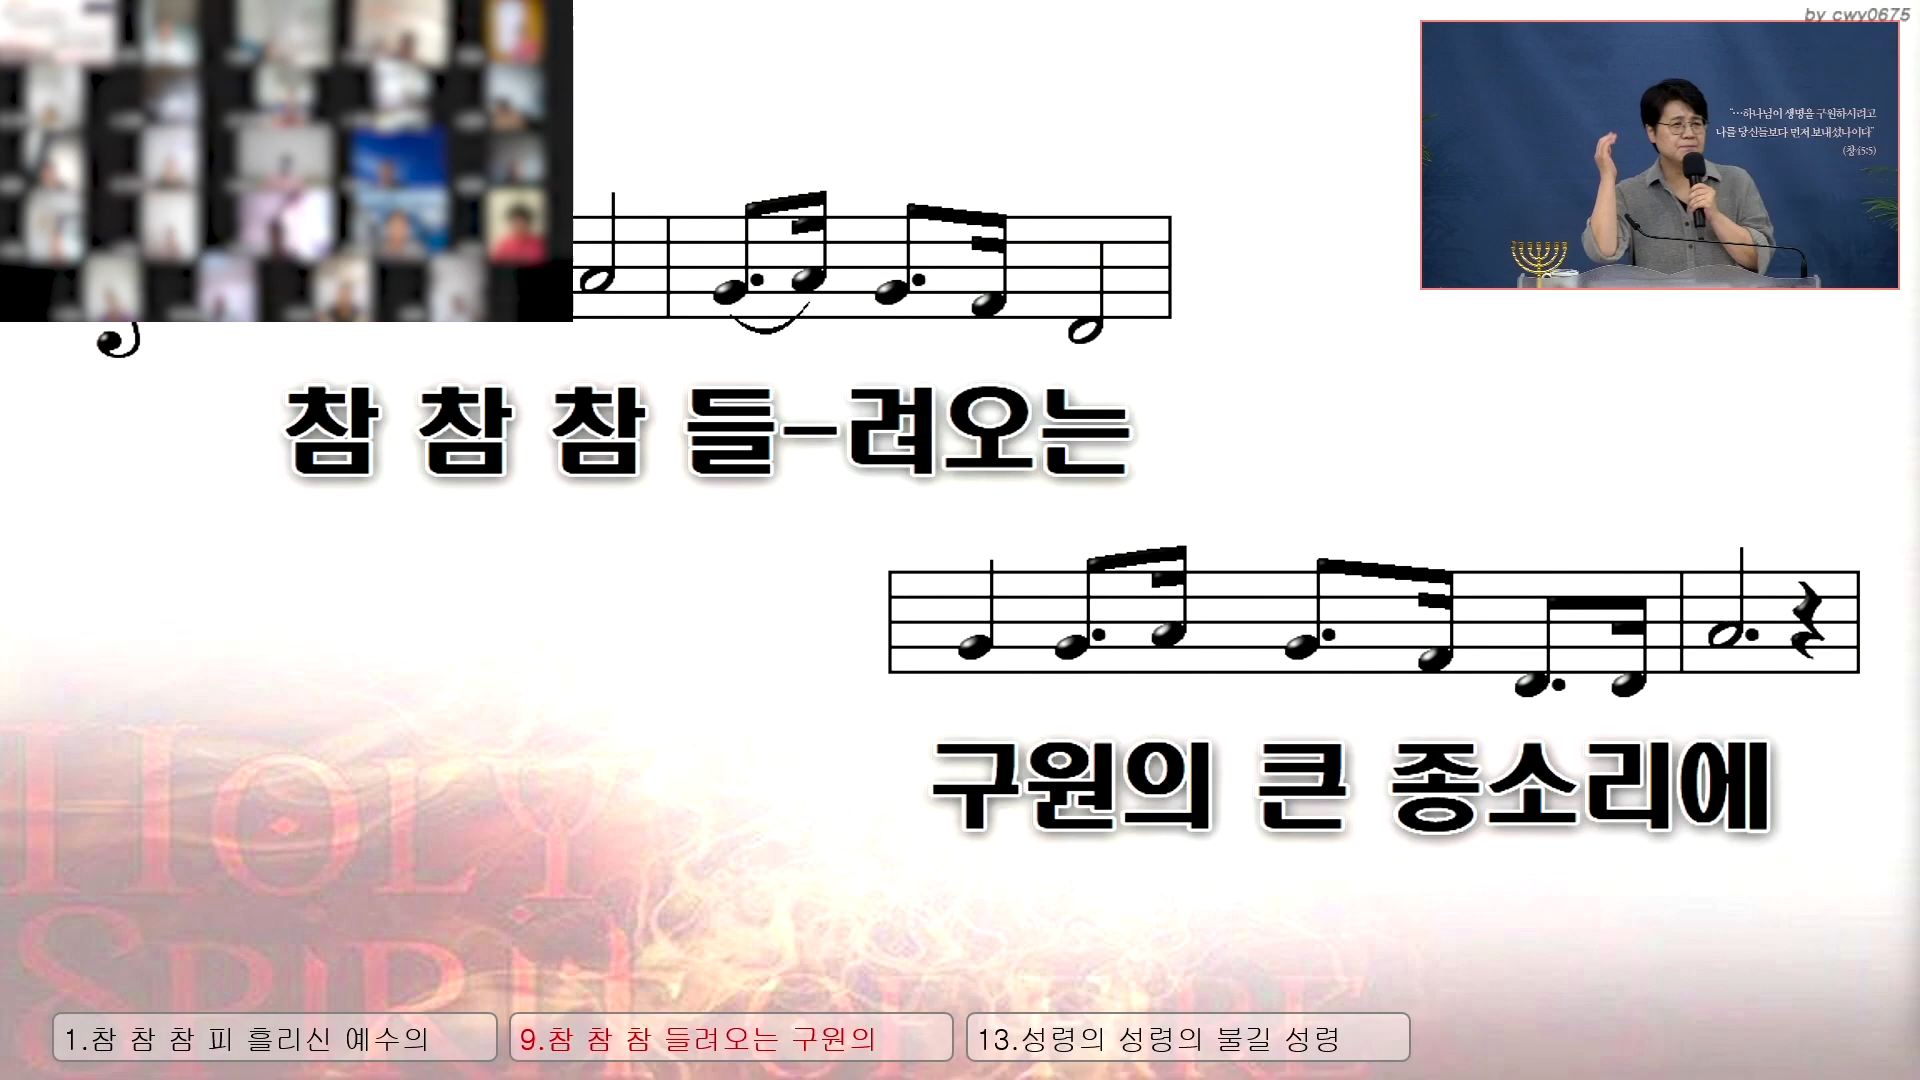 by cwy0675
“…하나님이 생명을 구원하시려고
나를 당신들보다 먼저 보내셨나이다”
(창45:5)
참 참 참 들-려오는
구원의 큰 종소리에
HOLY
SPIRIT OF FIRE
1.참 참 참 피 흘리신 예수의
9.참 참 참 들려오는 구원의
13.성령의 성령의 불길 성령